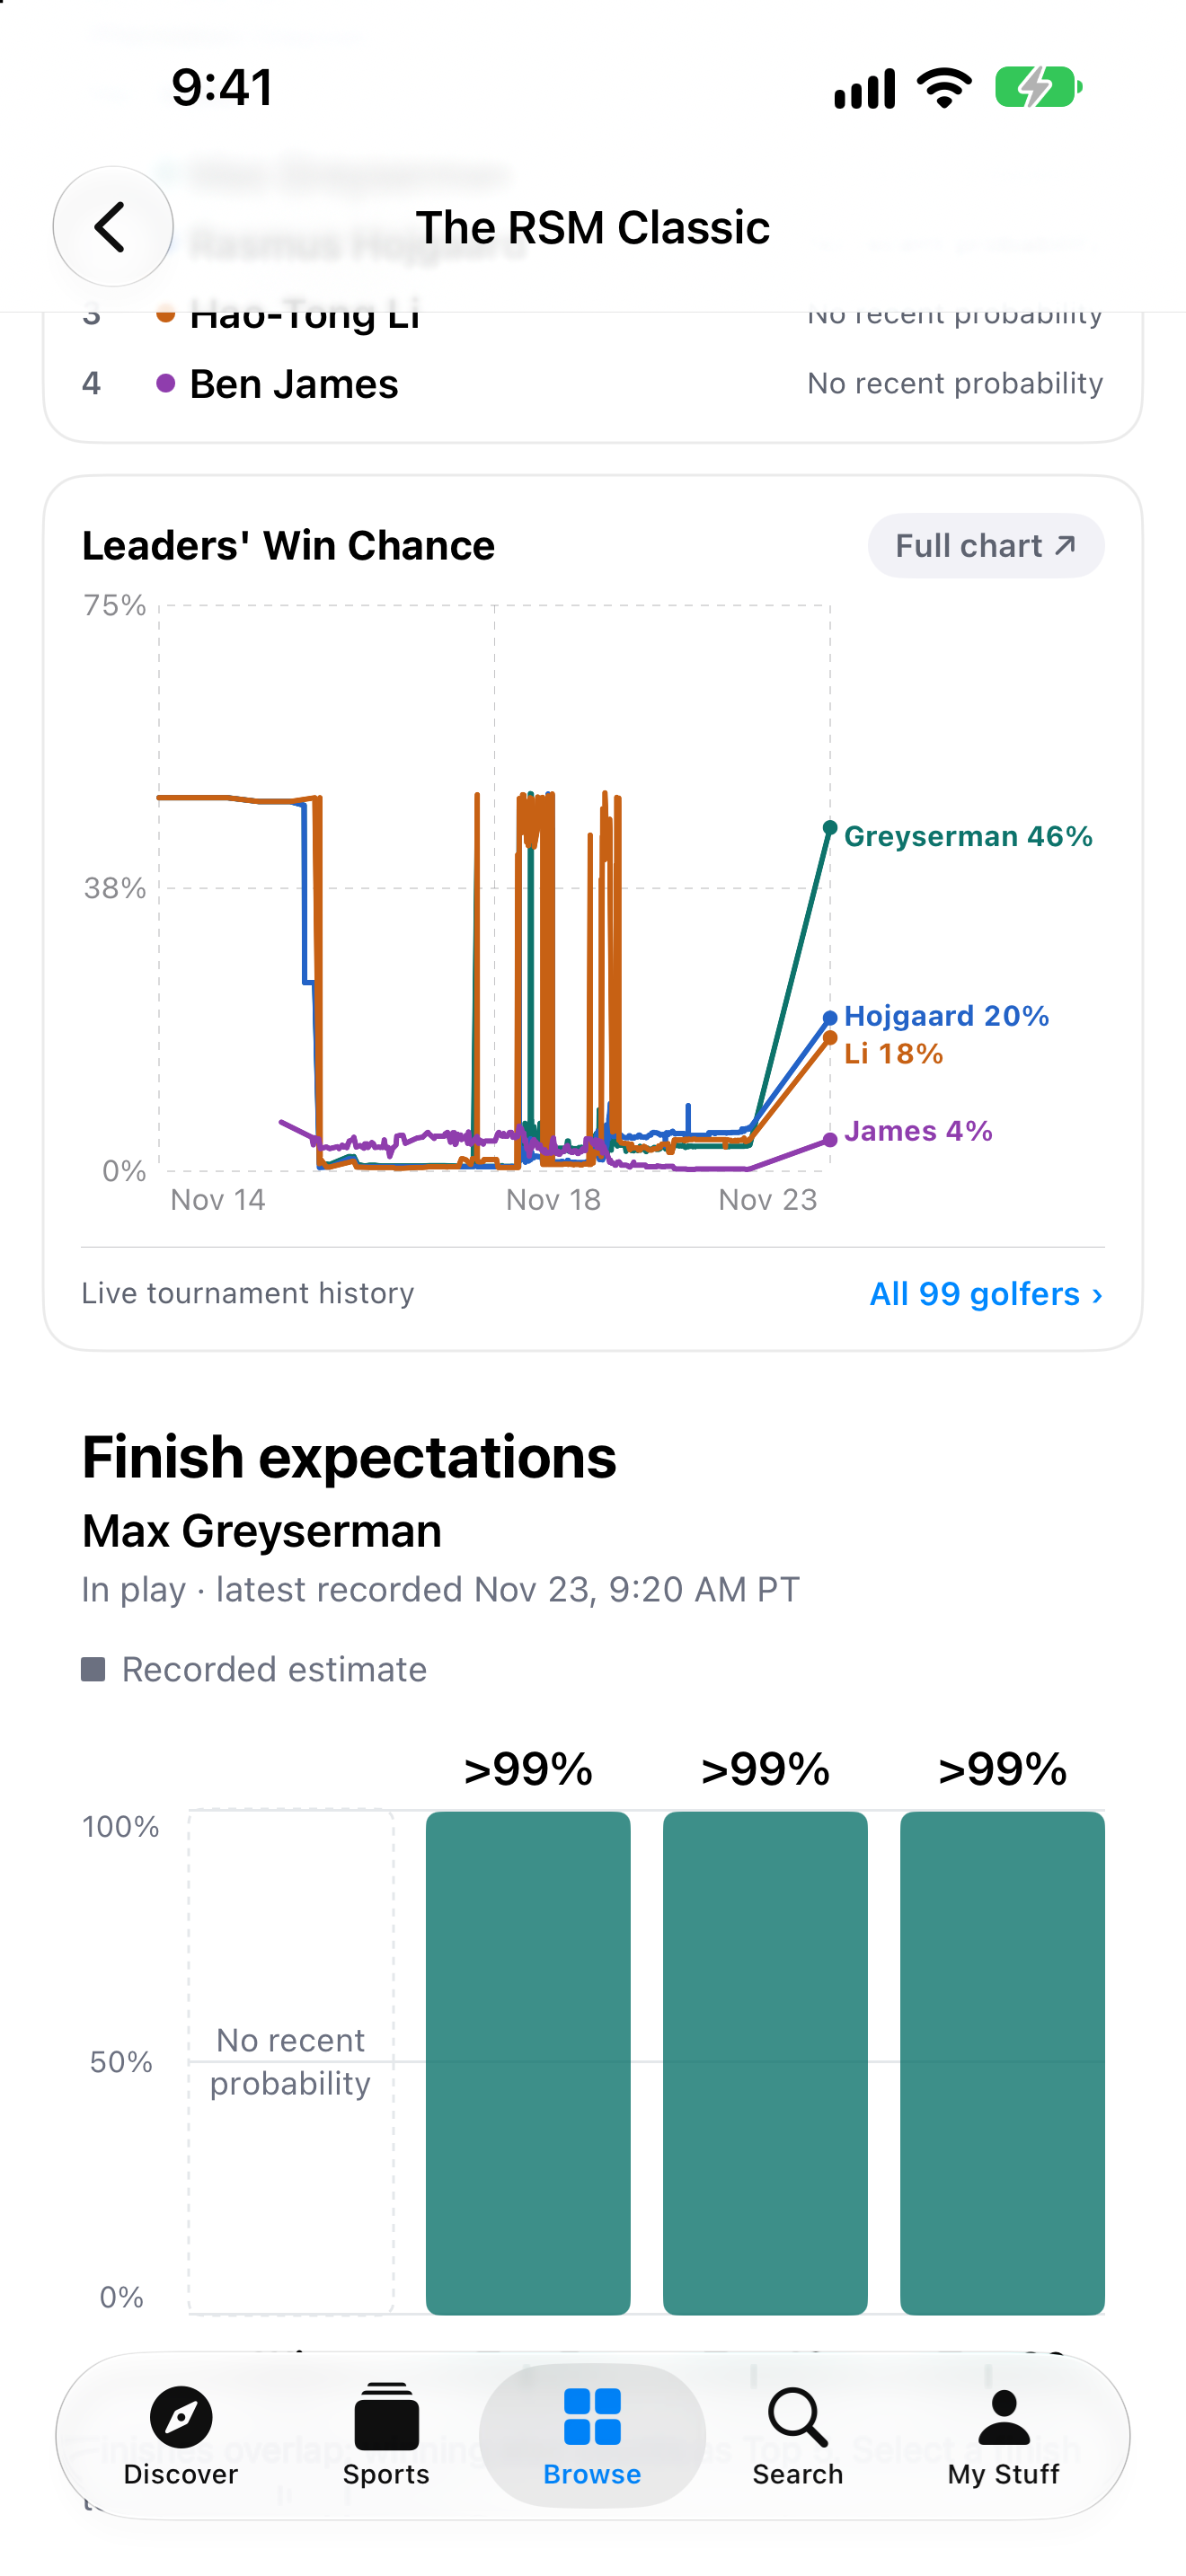 9:41
Rasmus Hojgaard
The RSM Classic
3 Hao-Tong Li No recent probability
4 Ben James No recent probability
Leaders' Win Chance Full chart ↗
75%
38%
0%
Greyserman 46%
Hojgaard 20%
Li 18%
James 4%
Nov 14 Nov 18 Nov 23
Live tournament history All 99 golfers ›
Finish expectations
Max Greyserman
In play · latest recorded Nov 23, 9:20 AM PT
Recorded estimate
>99% >99% >99%
100%
No recent
probability
50%
0%
Discover Sports Browse Search My Stuff